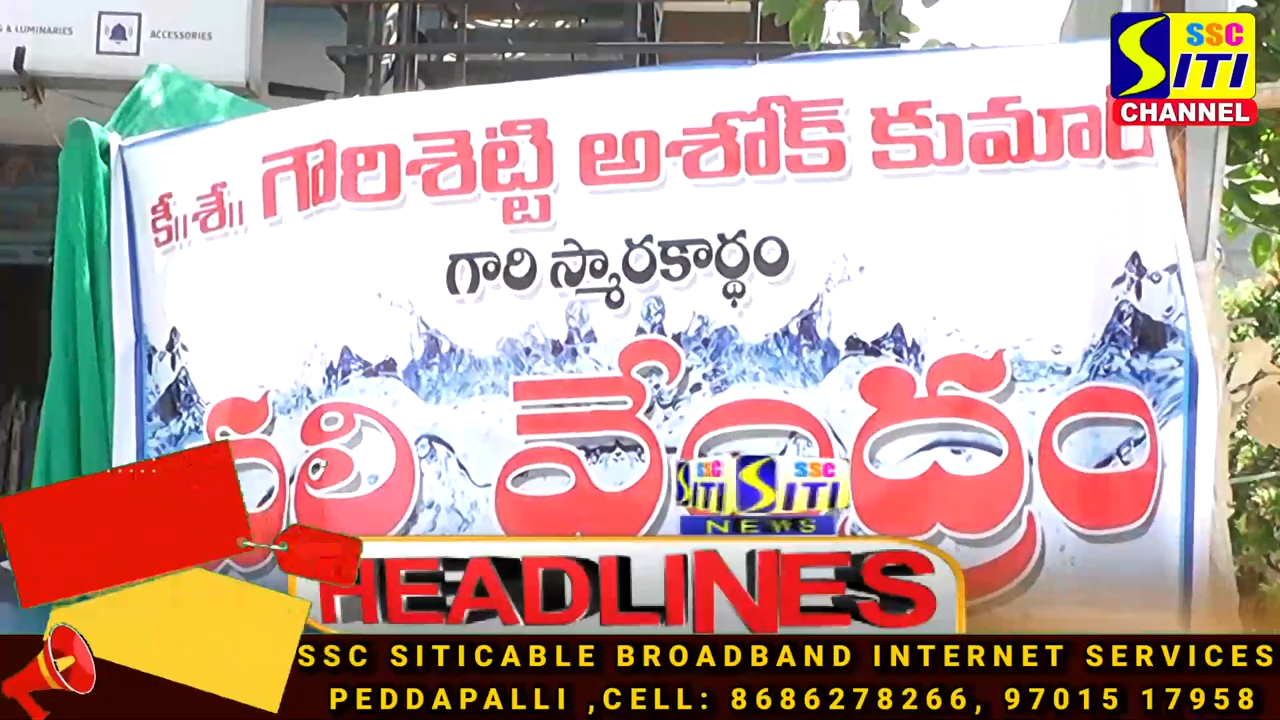 & LUMINARIES
ACCESSORIES
SSC
SITI
CHANNEL
కీ॥శే॥ గౌరిశెట్టి అశోక్ కుమార్
గారి స్మారకార్థం
చలి వేంద్రం
SSC
SITI
SSC
SITI
NEWS
HEADLINES
SSC SITICABLE BROADBAND INTERNET SERVICES
PEDDAPALLI ,CELL: 8686278266, 97015 17958